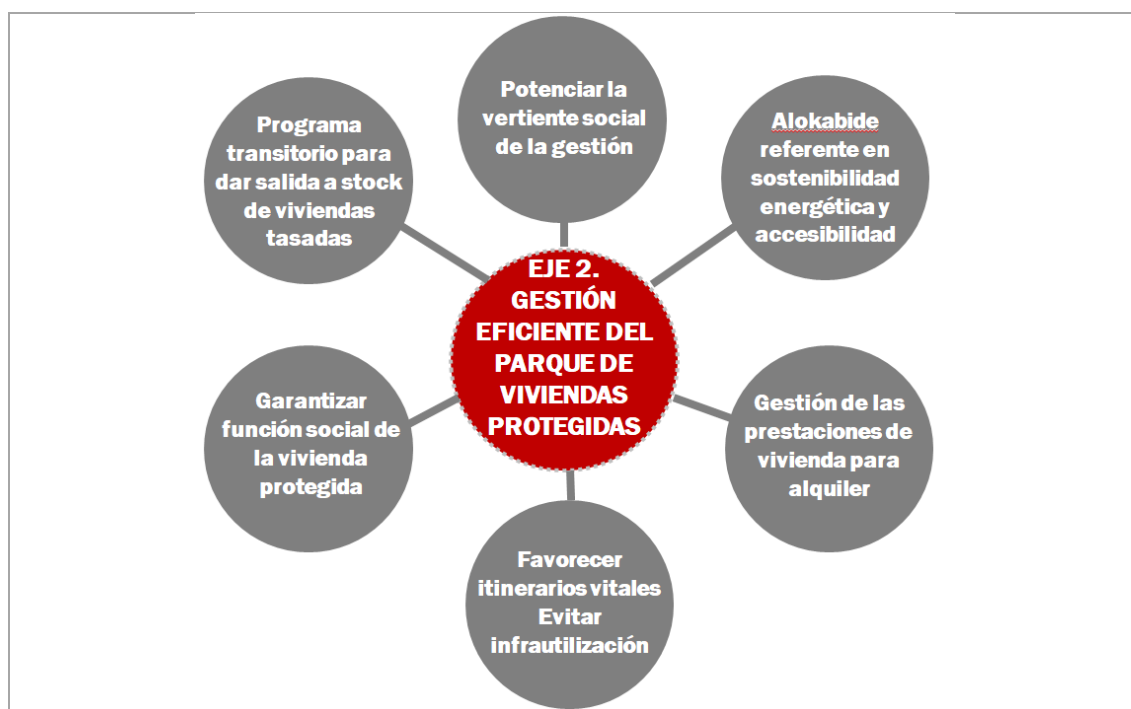 Potenciar la
vertiente social
de la gestión
Programa
transitorio para
dar salida a stock
de viviendas
tasadas
Alokabide
referente en
sostenibilidad
energética y
accesibilidad
EJE 2.
GESTIÓN
EFICIENTE DEL
PARQUE DE
VIVIENDAS
PROTEGIDAS
Garantizar
función social de
la vivienda
protegida
Gestión de las
prestaciones de
vivienda para
alquiler
Favorecer
itinerarios vitales
Evitar
infrautilización